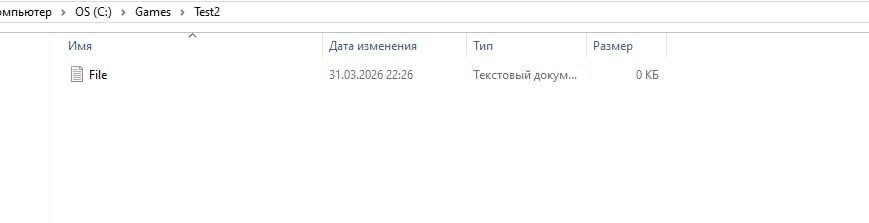 омпьютер > OS (C:) > Games > Test2
Имя Дата изменения Тип Размер
File 31.03.2026 22:26 Текстовый докум... 0 КБ